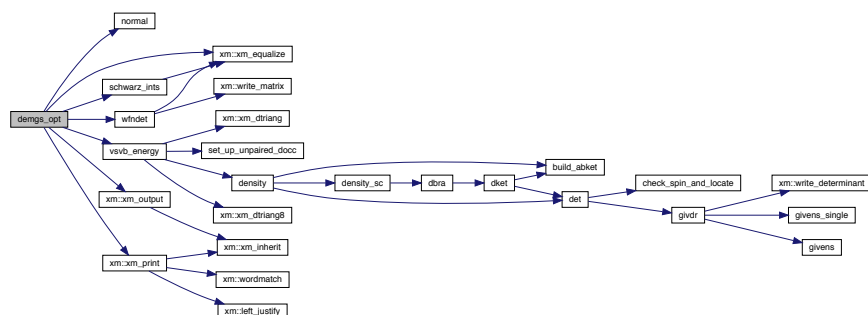 normal
xm::xm_equalize
schwarz_ints
xm::write_matrix
demgs_opt
wfndet
xm::xm_dtriang
vsvb_energy
set_up_unpaired_docc
build_abket
density
density_sc
dbra
dket
check_spin_and_locate
xm::write_determinant
xm::xm_output
det
xm::xm_dtriang8
givdr
givens_single
xm::xm_inherit
givens
xm::xm_print
xm::wordmatch
xm::left_justify